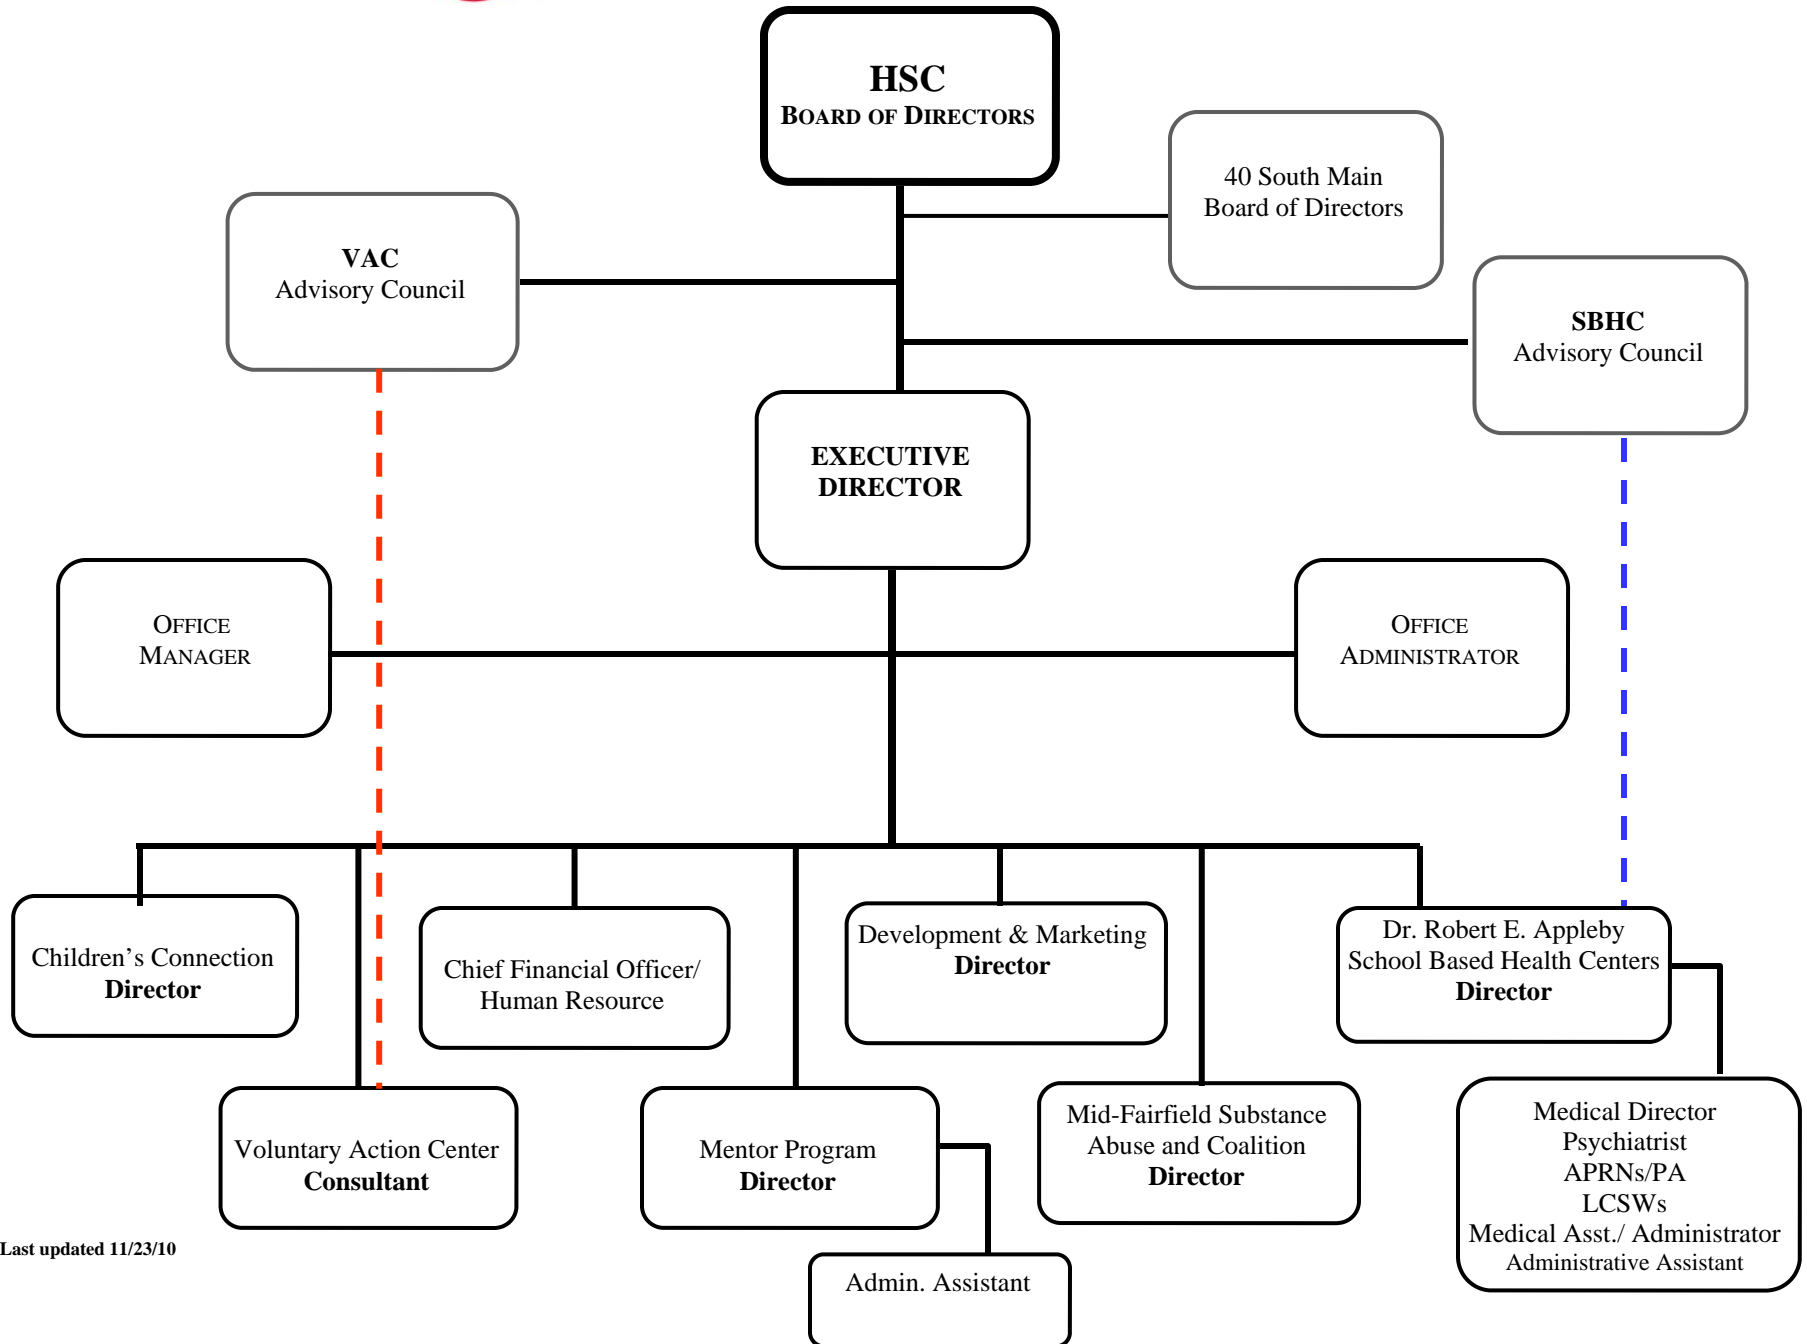 HSC
BOARD OF DIRECTORS
40 South Main
Board of Directors
VAC
Advisory Council
SBHC
Advisory Council
EXECUTIVE
DIRECTOR
OFFICE
MANAGER
OFFICE
ADMINISTRATOR
Children’s Connection
Director
Chief Financial Officer/
Human Resource
Development & Marketing
Director
Dr. Robert E. Appleby
School Based Health Centers
Director
Voluntary Action Center
Consultant
Mentor Program
Director
Mid-Fairfield Substance
Abuse and Coalition
Director
Medical Director
Psychiatrist
APRNs/PA
LCSWs
Medical Asst./ Administrator
Administrative Assistant
Admin. Assistant
Last updated 11/23/10